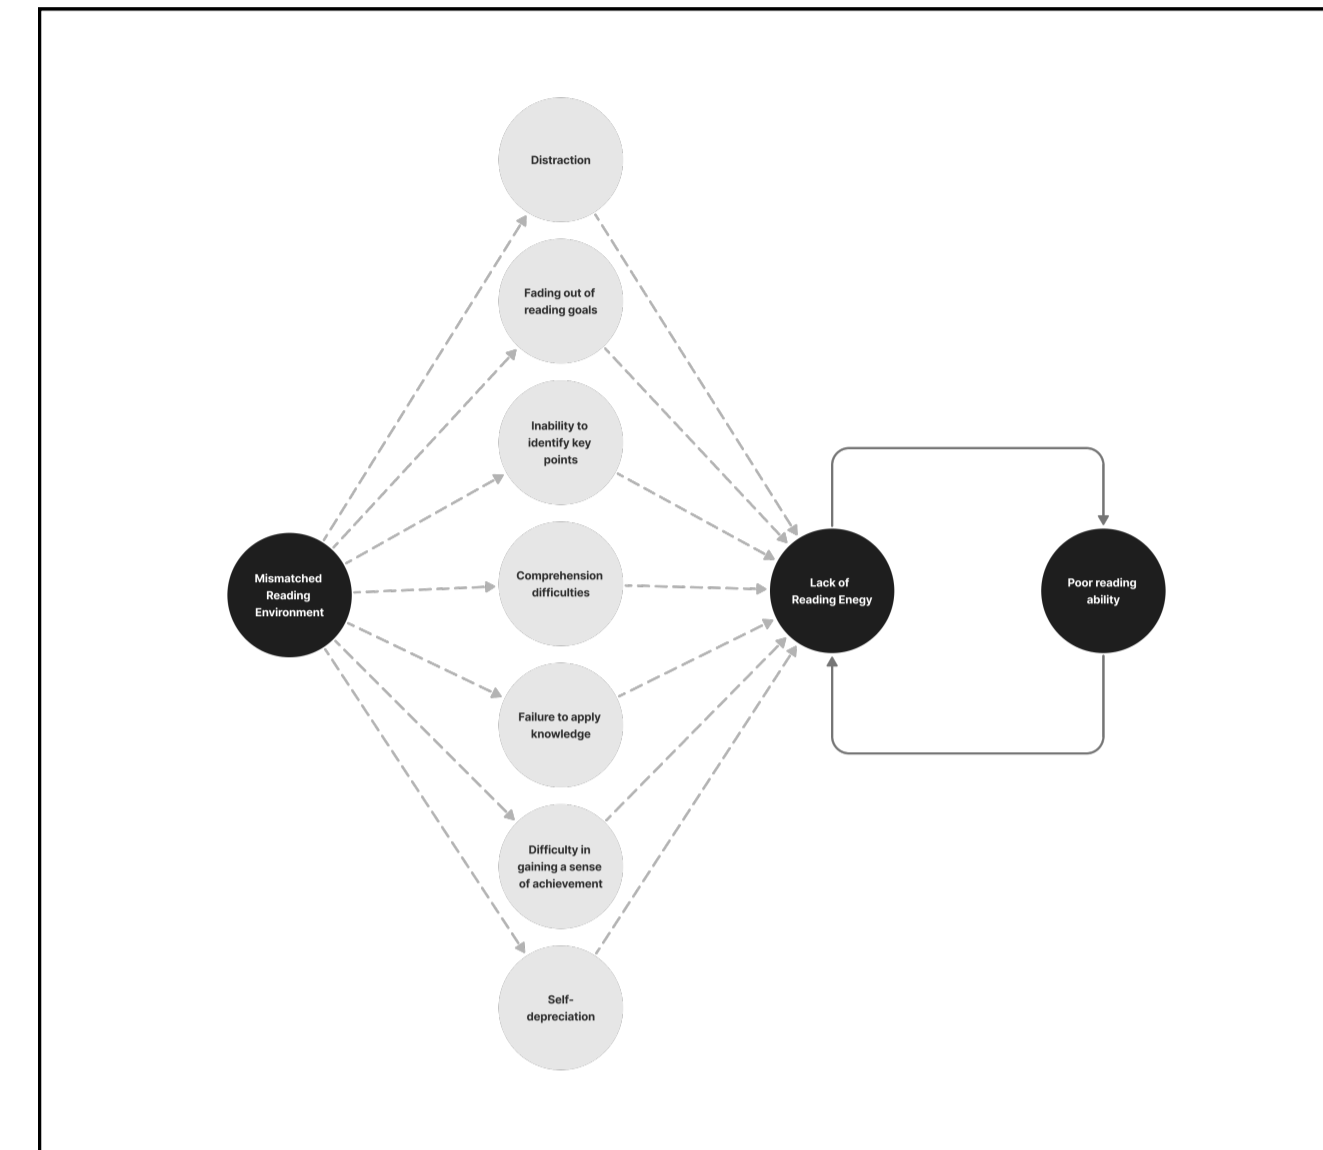 Distraction
Fading out of
reading goals
Inability to
identify key
points
Comprehension
difficulties
Failure to apply
knowledge
Difficulty in
gaining a sense
of achievement
Self-
depreciation
Mismatched
Reading
Environment
Lack of
Reading Enegy
Poor reading
ability